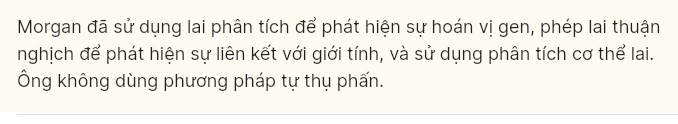 Morgan đã sử dụng lai phân tích để phát hiện sự hoán vị gen, phép lai thuận
nghịch để phát hiện sự liên kết với giới tính, và sử dụng phân tích cơ thể lai.
Ông không dùng phương pháp tự thụ phấn.